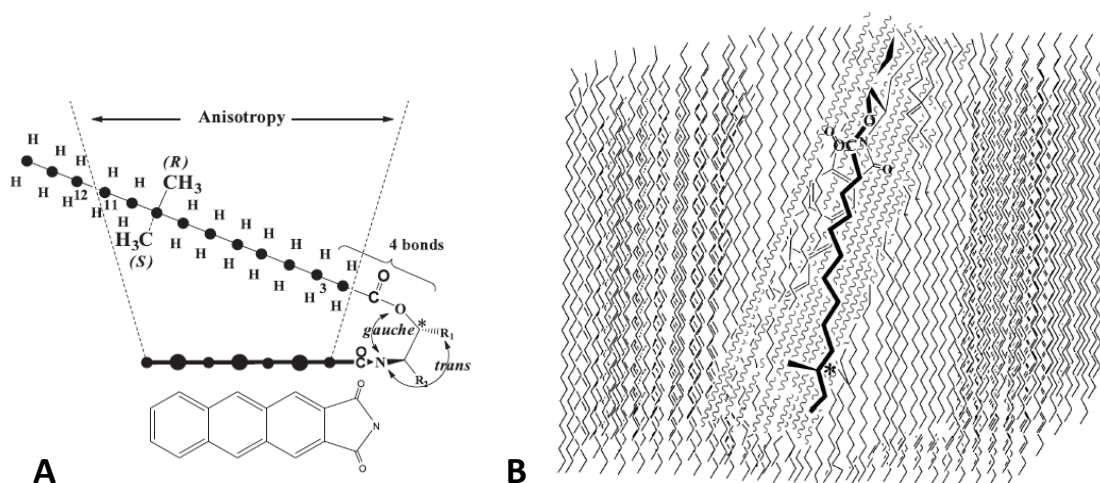 Anisotropy
H
H
H
H
H
H
12
H
11
H
H
H
(R)
CH₃
H₃C
(S)
H
H
H
H
H
H
H
H
H
H
3
H
H
4 bonds
C
O
O
gauche
*
R₁
trans
R₂
C
N
O
N
O
A
O
O
O
C
N
O
*
B